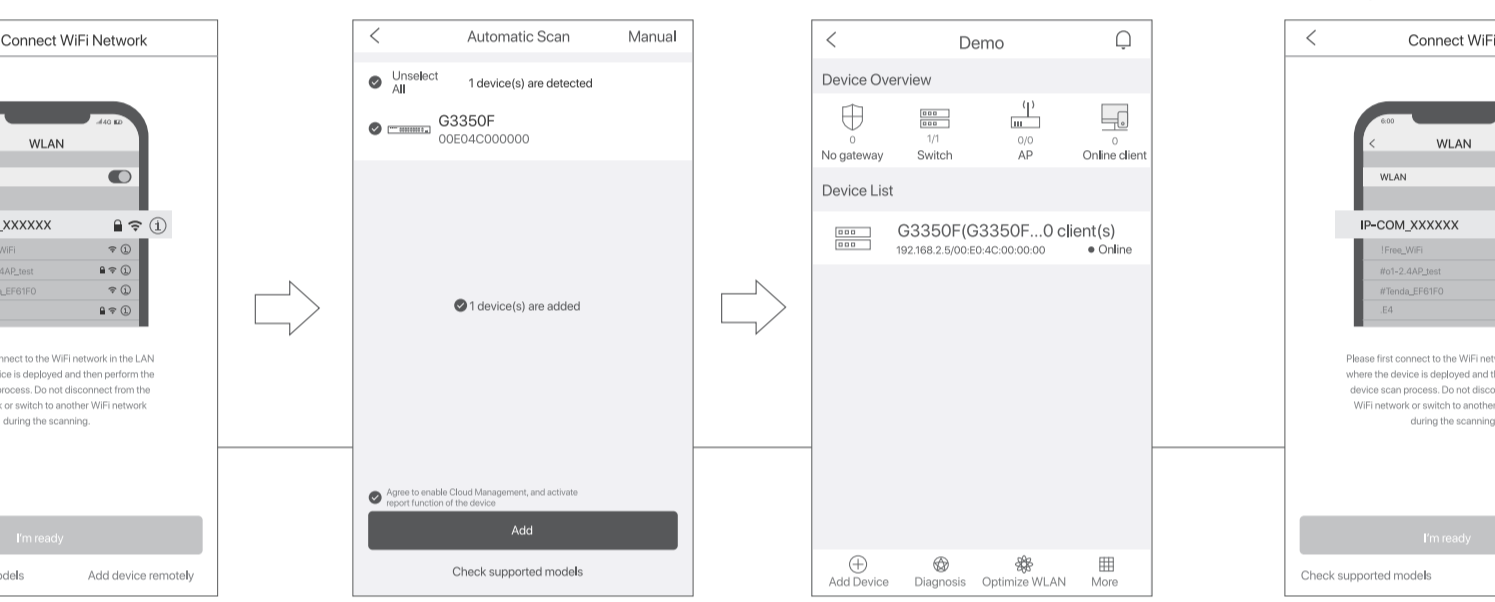 Connect WiFi Network
4G
WLAN
_XXXXXX
WiFi
4AP_test
_EF61F0
nnect to the WiFi network in the LAN
ice is deployed and then perform the
process. Do not disconnect from the
k or switch to another WiFi network
during the scanning.
I'm ready
odels Add device remotely
Automatic Scan Manual
Unselect
All
1 device(s) are detected
G3350F
00E04C000000
1 device(s) are added
Agree to enable Cloud Management, and activate
report function of the device
Add
Check supported models
Demo
Device Overview
0 1/1 0/0 0
No gateway Switch AP Online client
Device List
G3350F(G3350F...0 client(s)
192.168.2.5/00:E0:4C:00:00:00 Online
Add Device Diagnosis Optimize WLAN More
Connect WiFi
6:00
WLAN
WLAN
IP-COM_XXXXXX
!Free_WiFi
#o1-2.4AP_test
#Tenda_EF61F0
.E4
Please first connect to the WiFi net
where the device is deployed and t
device scan process. Do not disco
WiFi network or switch to another
during the scanning
I'm ready
Check supported models